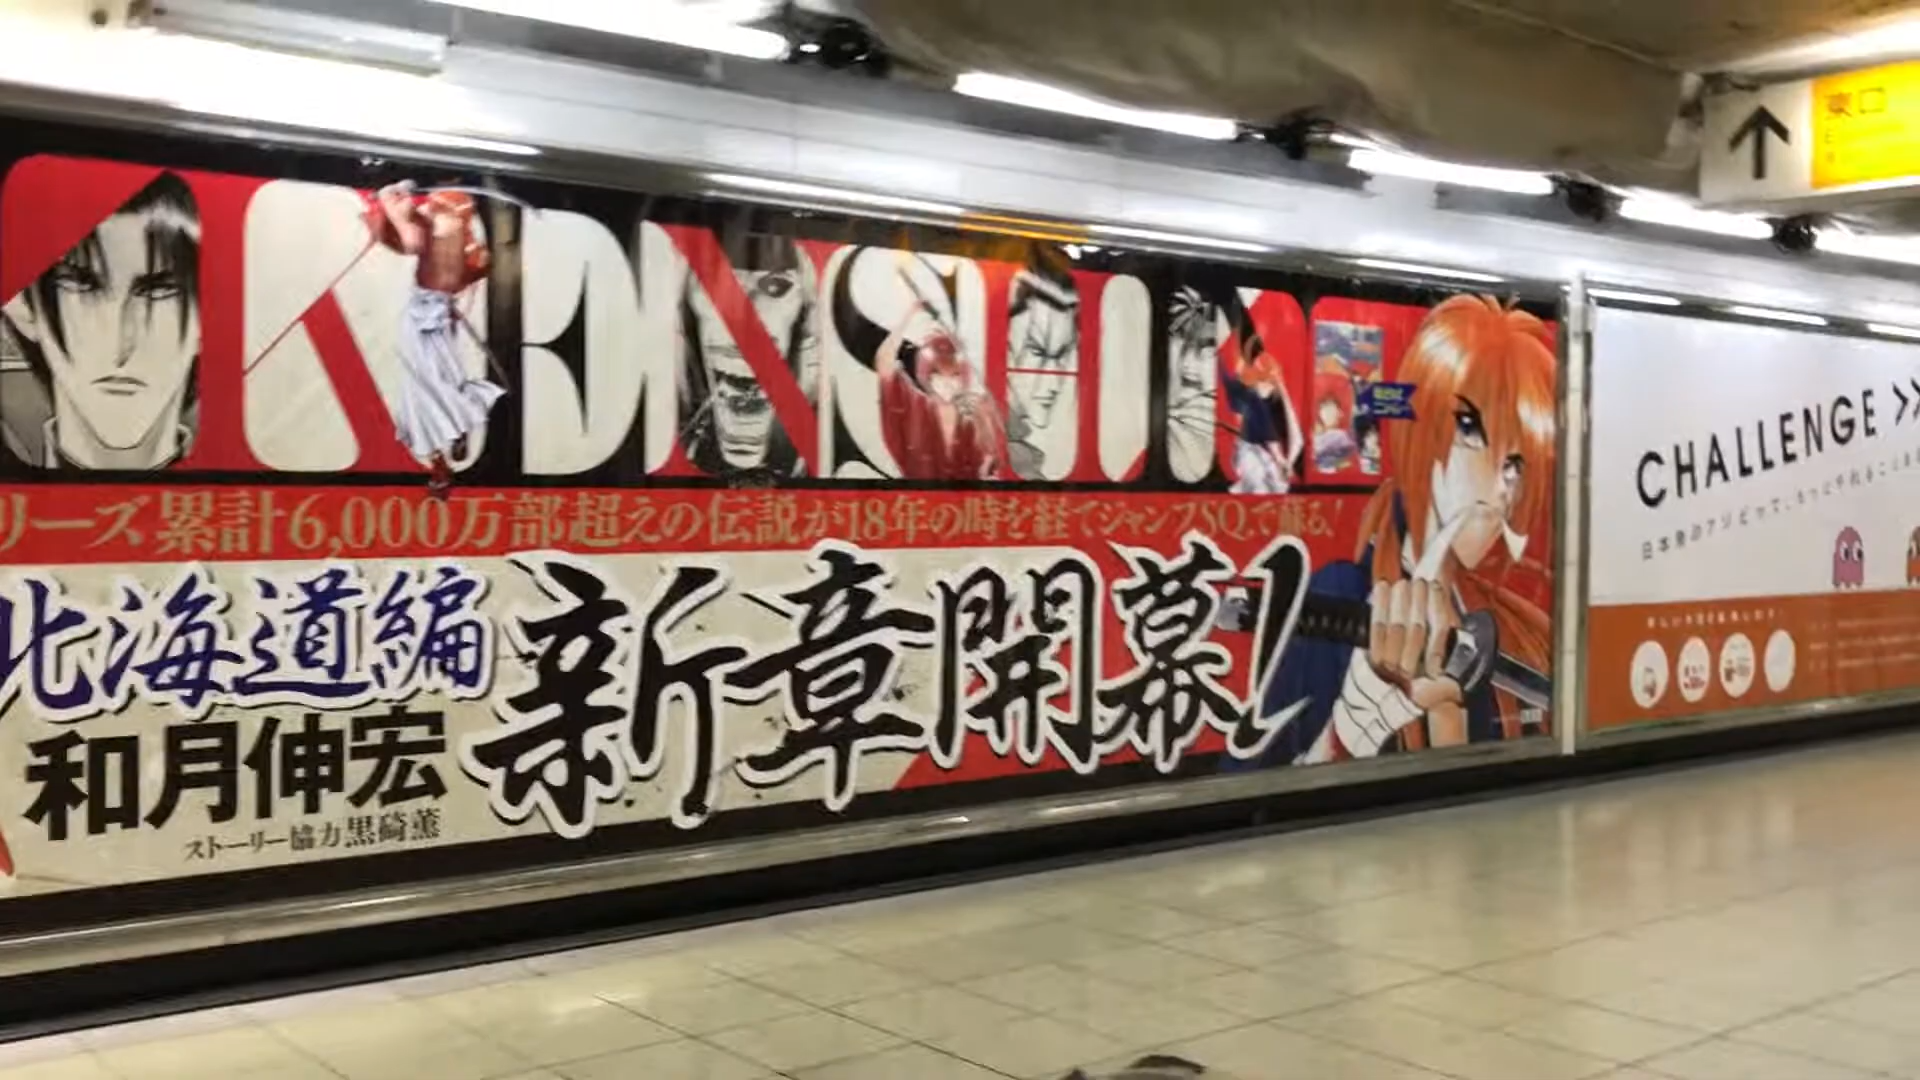 KENSHIN
リーズ累計6,000万部超えの伝説が18年の時を経てジャンプSQ.で蘇る!
北海道編
新章開幕!
和月伸宏
ストーリー協力 黒碕薫
東口
CHALLENGE >>